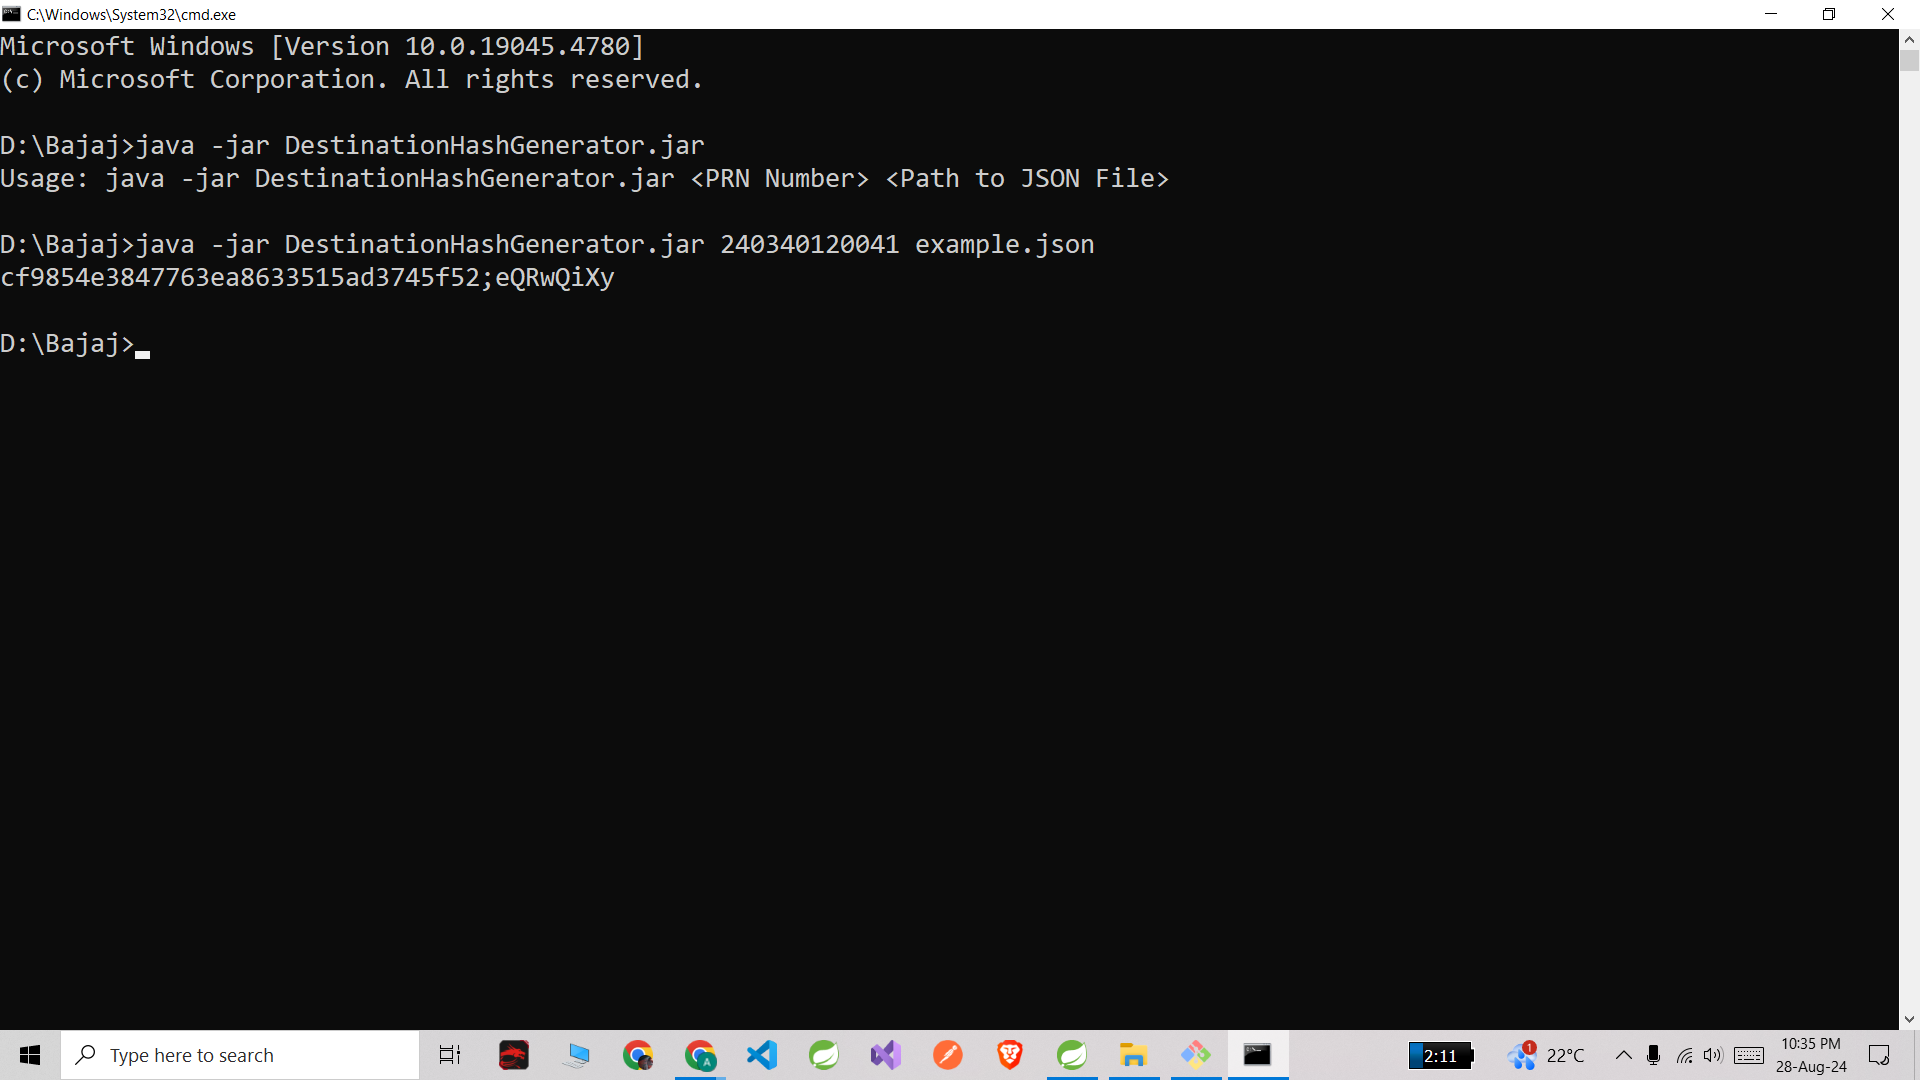 C:\Windows\System32\cmd.exe
Microsoft Windows [Version 10.0.19045.4780]
(c) Microsoft Corporation. All rights reserved.
D:\Bajaj>java -jar DestinationHashGenerator.jar
Usage: java -jar DestinationHashGenerator.jar <PRN Number> <Path to JSON File>
D:\Bajaj>java -jar DestinationHashGenerator.jar 240340120041 example.json
cf9854e3847763ea8633515ad3745f52;eQRwQiXy
D:\Bajaj>
Type here to search
A
2:11
1
22°C
10:35 PM
28-Aug-24